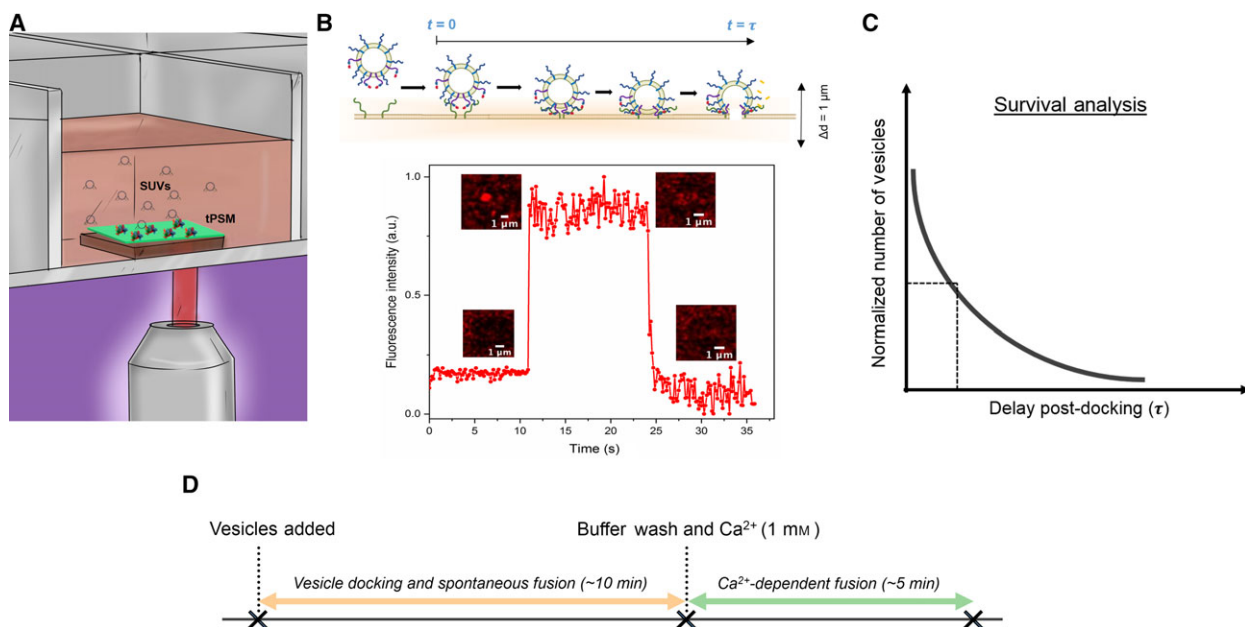 A
SUVs
tPSM
B
t = 0
t = τ
Δd = 1 μm
Fluorescence intensity (a.u.)
1.0
0.5
0.0
1 μm
1 μm
1 μm
1 μm
0 5 10 15 20 25 30 35
Time (s)
C
Survival analysis
Normalized number of vesicles
Delay post-docking (τ)
D
Vesicles added
Buffer wash and Ca²⁺ (1 mM)
Vesicle docking and spontaneous fusion (~10 min)
Ca²⁺-dependent fusion (~5 min)